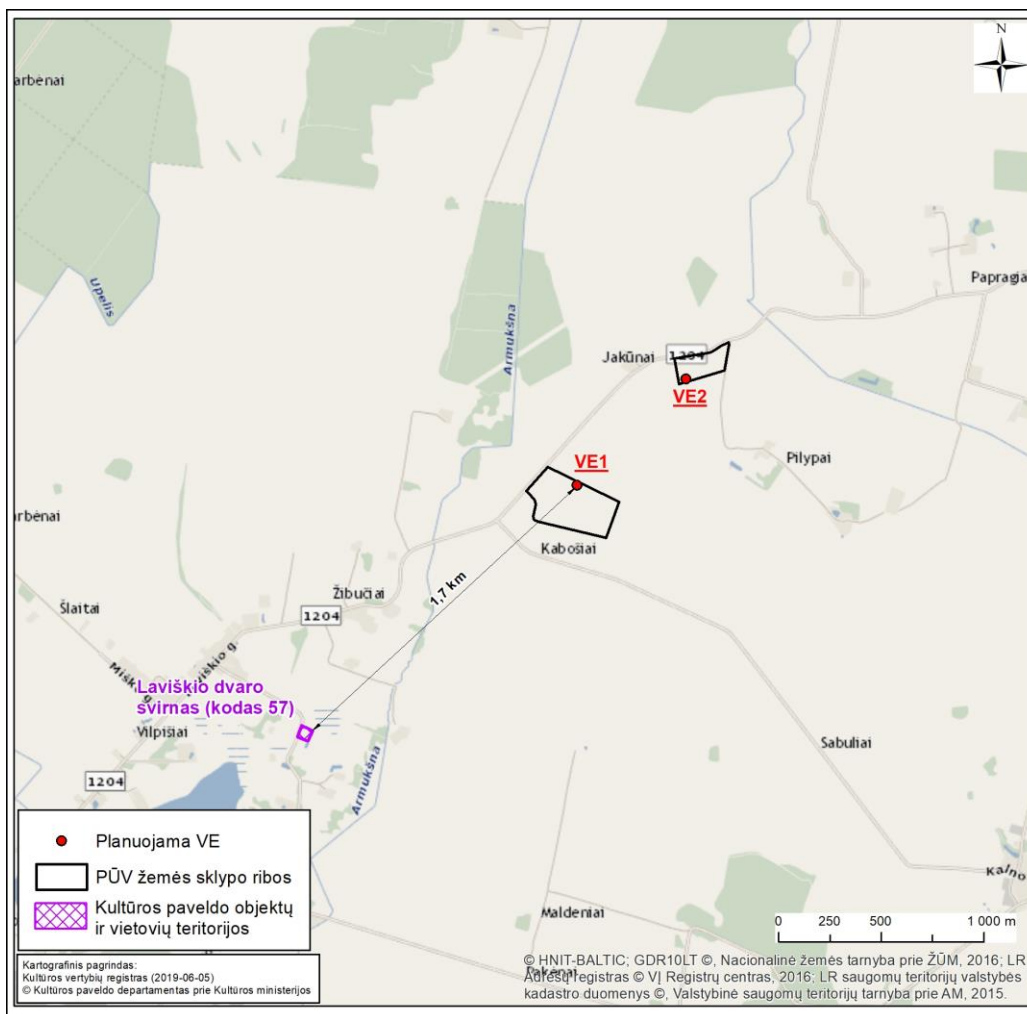 N
arbėnai
Upelis
Armukšna
Papragia
Jakūnai
1204
VE2
Pilypai
VE1
arbėnai
Kabošiai
1,7 km
Žibučiai
Šlaitai
1204
Laviškio dvaro
svirnas (kodas 57)
Vilpišiai
Armukšna
Sabuliai
1204
Planuojama VE
PŪV žemės sklypo ribos
Kultūros paveldo objektų
ir vietovių teritorijos
Maldeniai
0 250 500 1 000 m
Kartografinis pagrindas:
Kultūros vertybių registras (2019-06-05)
© Kultūros paveldo departamentas prie Kultūros ministerijos
© HNIT-BALTIC; GDR10LT ©, Nacionalinė žemės tarnyba prie ŽŪM, 2016; LR
Adresų registras © VĮ Registrų centras, 2016; LR saugomų teritorijų valstybės
kadastro duomenys ©, Valstybinė saugomų teritorijų tarnyba prie AM, 2015.